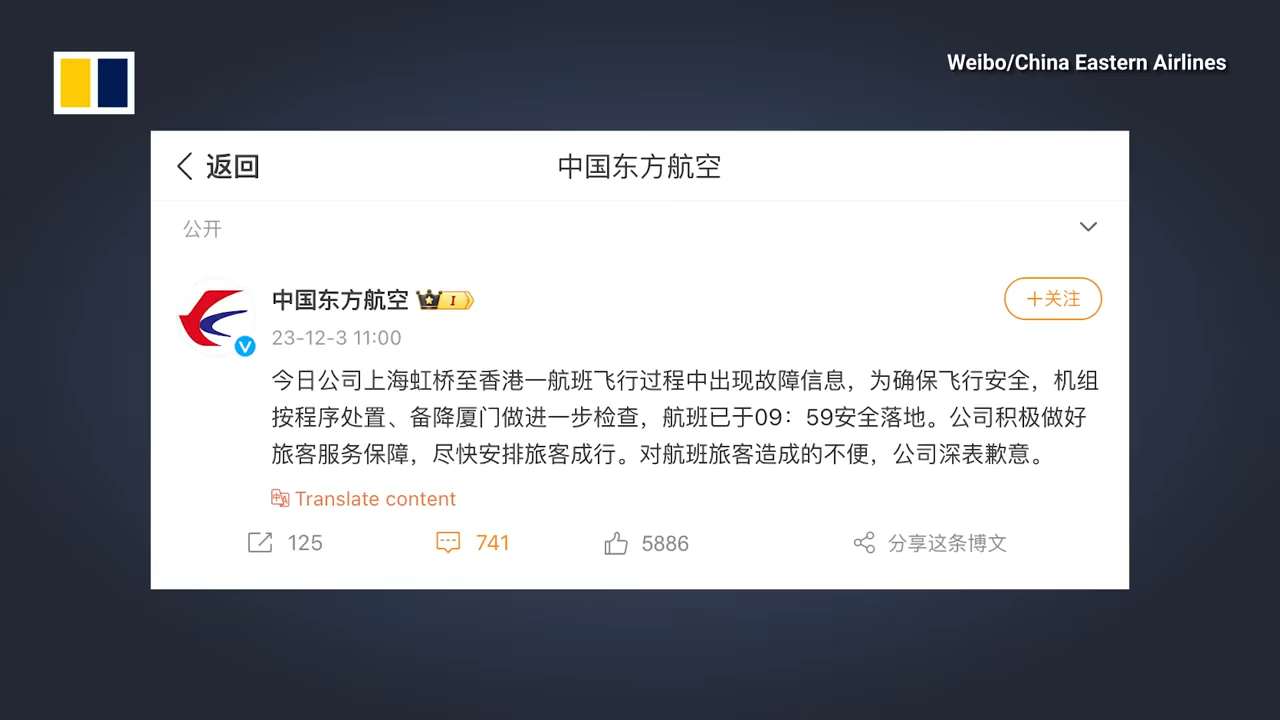 Weibo/China Eastern Airlines
返回
中国东方航空
公开
中国东方航空
I
+关注
23-12-3 11:00
今日公司上海虹桥至香港一航班飞行过程中出现故障信息，为确保飞行安全，机组
按程序处置、备降厦门做进一步检查，航班已于09：59安全落地。公司积极做好
旅客服务保障，尽快安排旅客成行。对航班旅客造成的不便，公司深表歉意。
Translate content
125
741
5886
分享这条博文